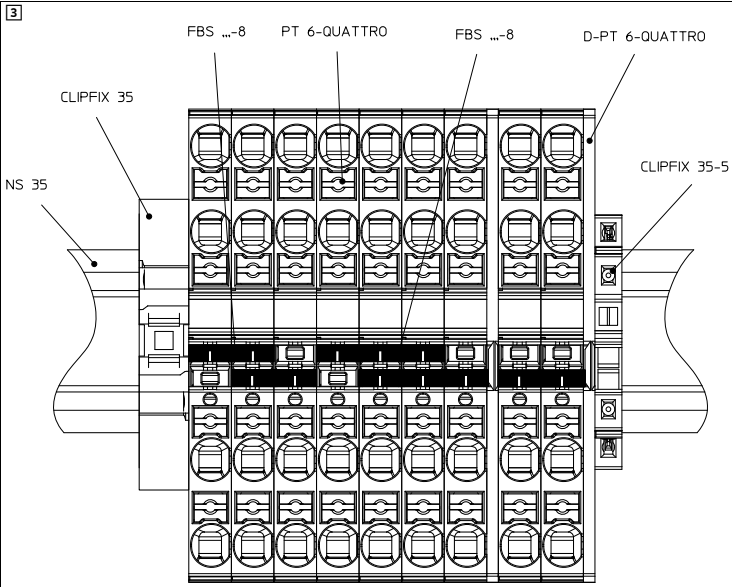 3
FBS ...-8 PT 6-QUATTRO FBS ...-8 D-PT 6-QUATTRO
CLIPFIX 35
CLIPFIX 35-5
NS 35